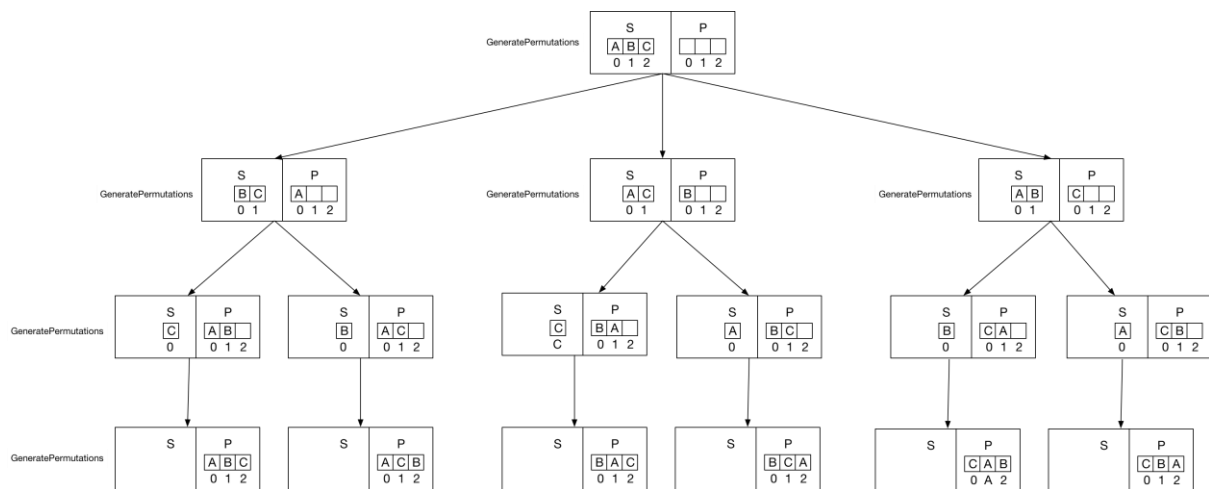 S P
GeneratePermutations A B C
0 1 2 0 1 2
S P S P S P
GeneratePermutations B C A GeneratePermutations A C B GeneratePermutations A B C
0 1 0 1 2 0 1 0 1 2 0 1 0 1 2
S P S P S P S P S P S P
GeneratePermutations C A B B A C C B A A B C B C A A C B
0 0 1 2 0 0 1 2 C 0 1 2 0 0 1 2 0 0 1 2 0 0 1 2
S P S P S P S P S P S P
GeneratePermutations A B C A C B B A C B C A C A B C B A
0 1 2 0 1 2 0 1 2 0 1 2 0 A 2 0 1 2